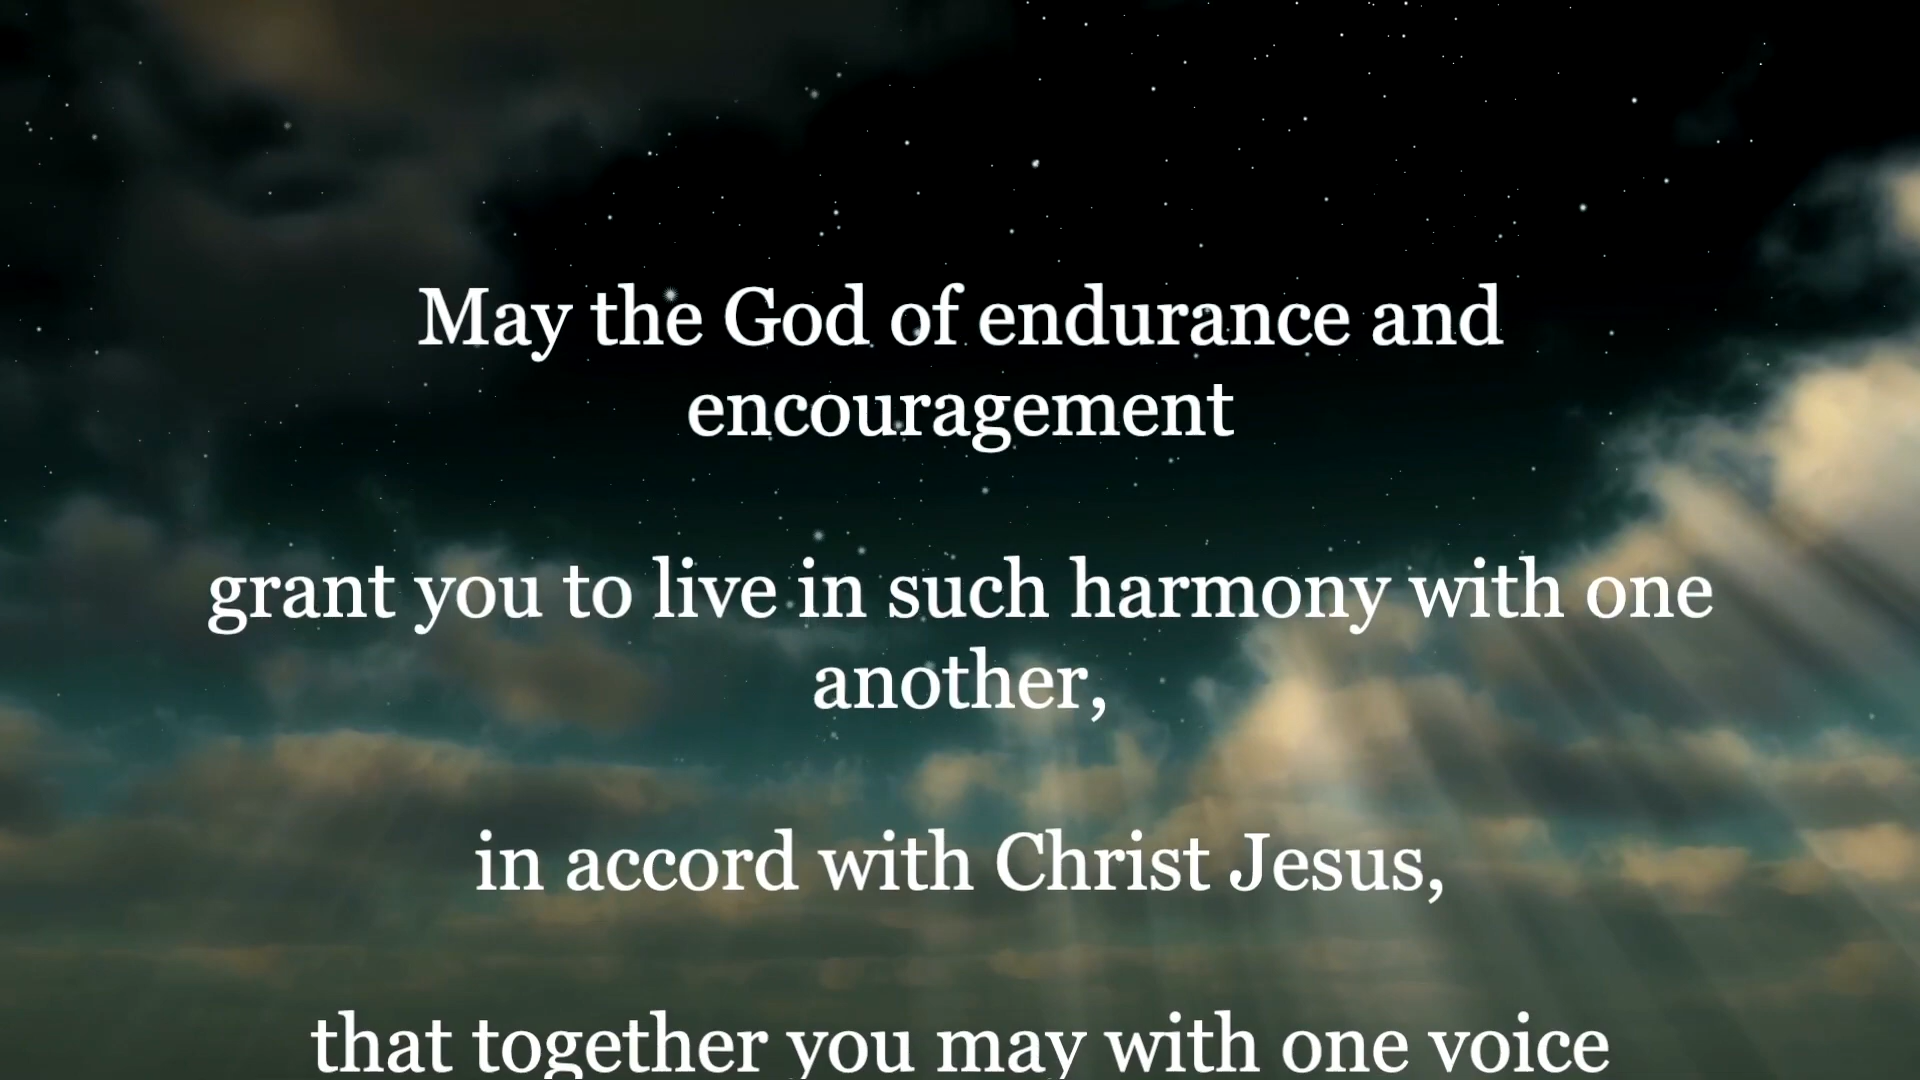 May the God of endurance and
encouragement
grant you to live in such harmony with one
another,
in accord with Christ Jesus,
that together you may with one voice